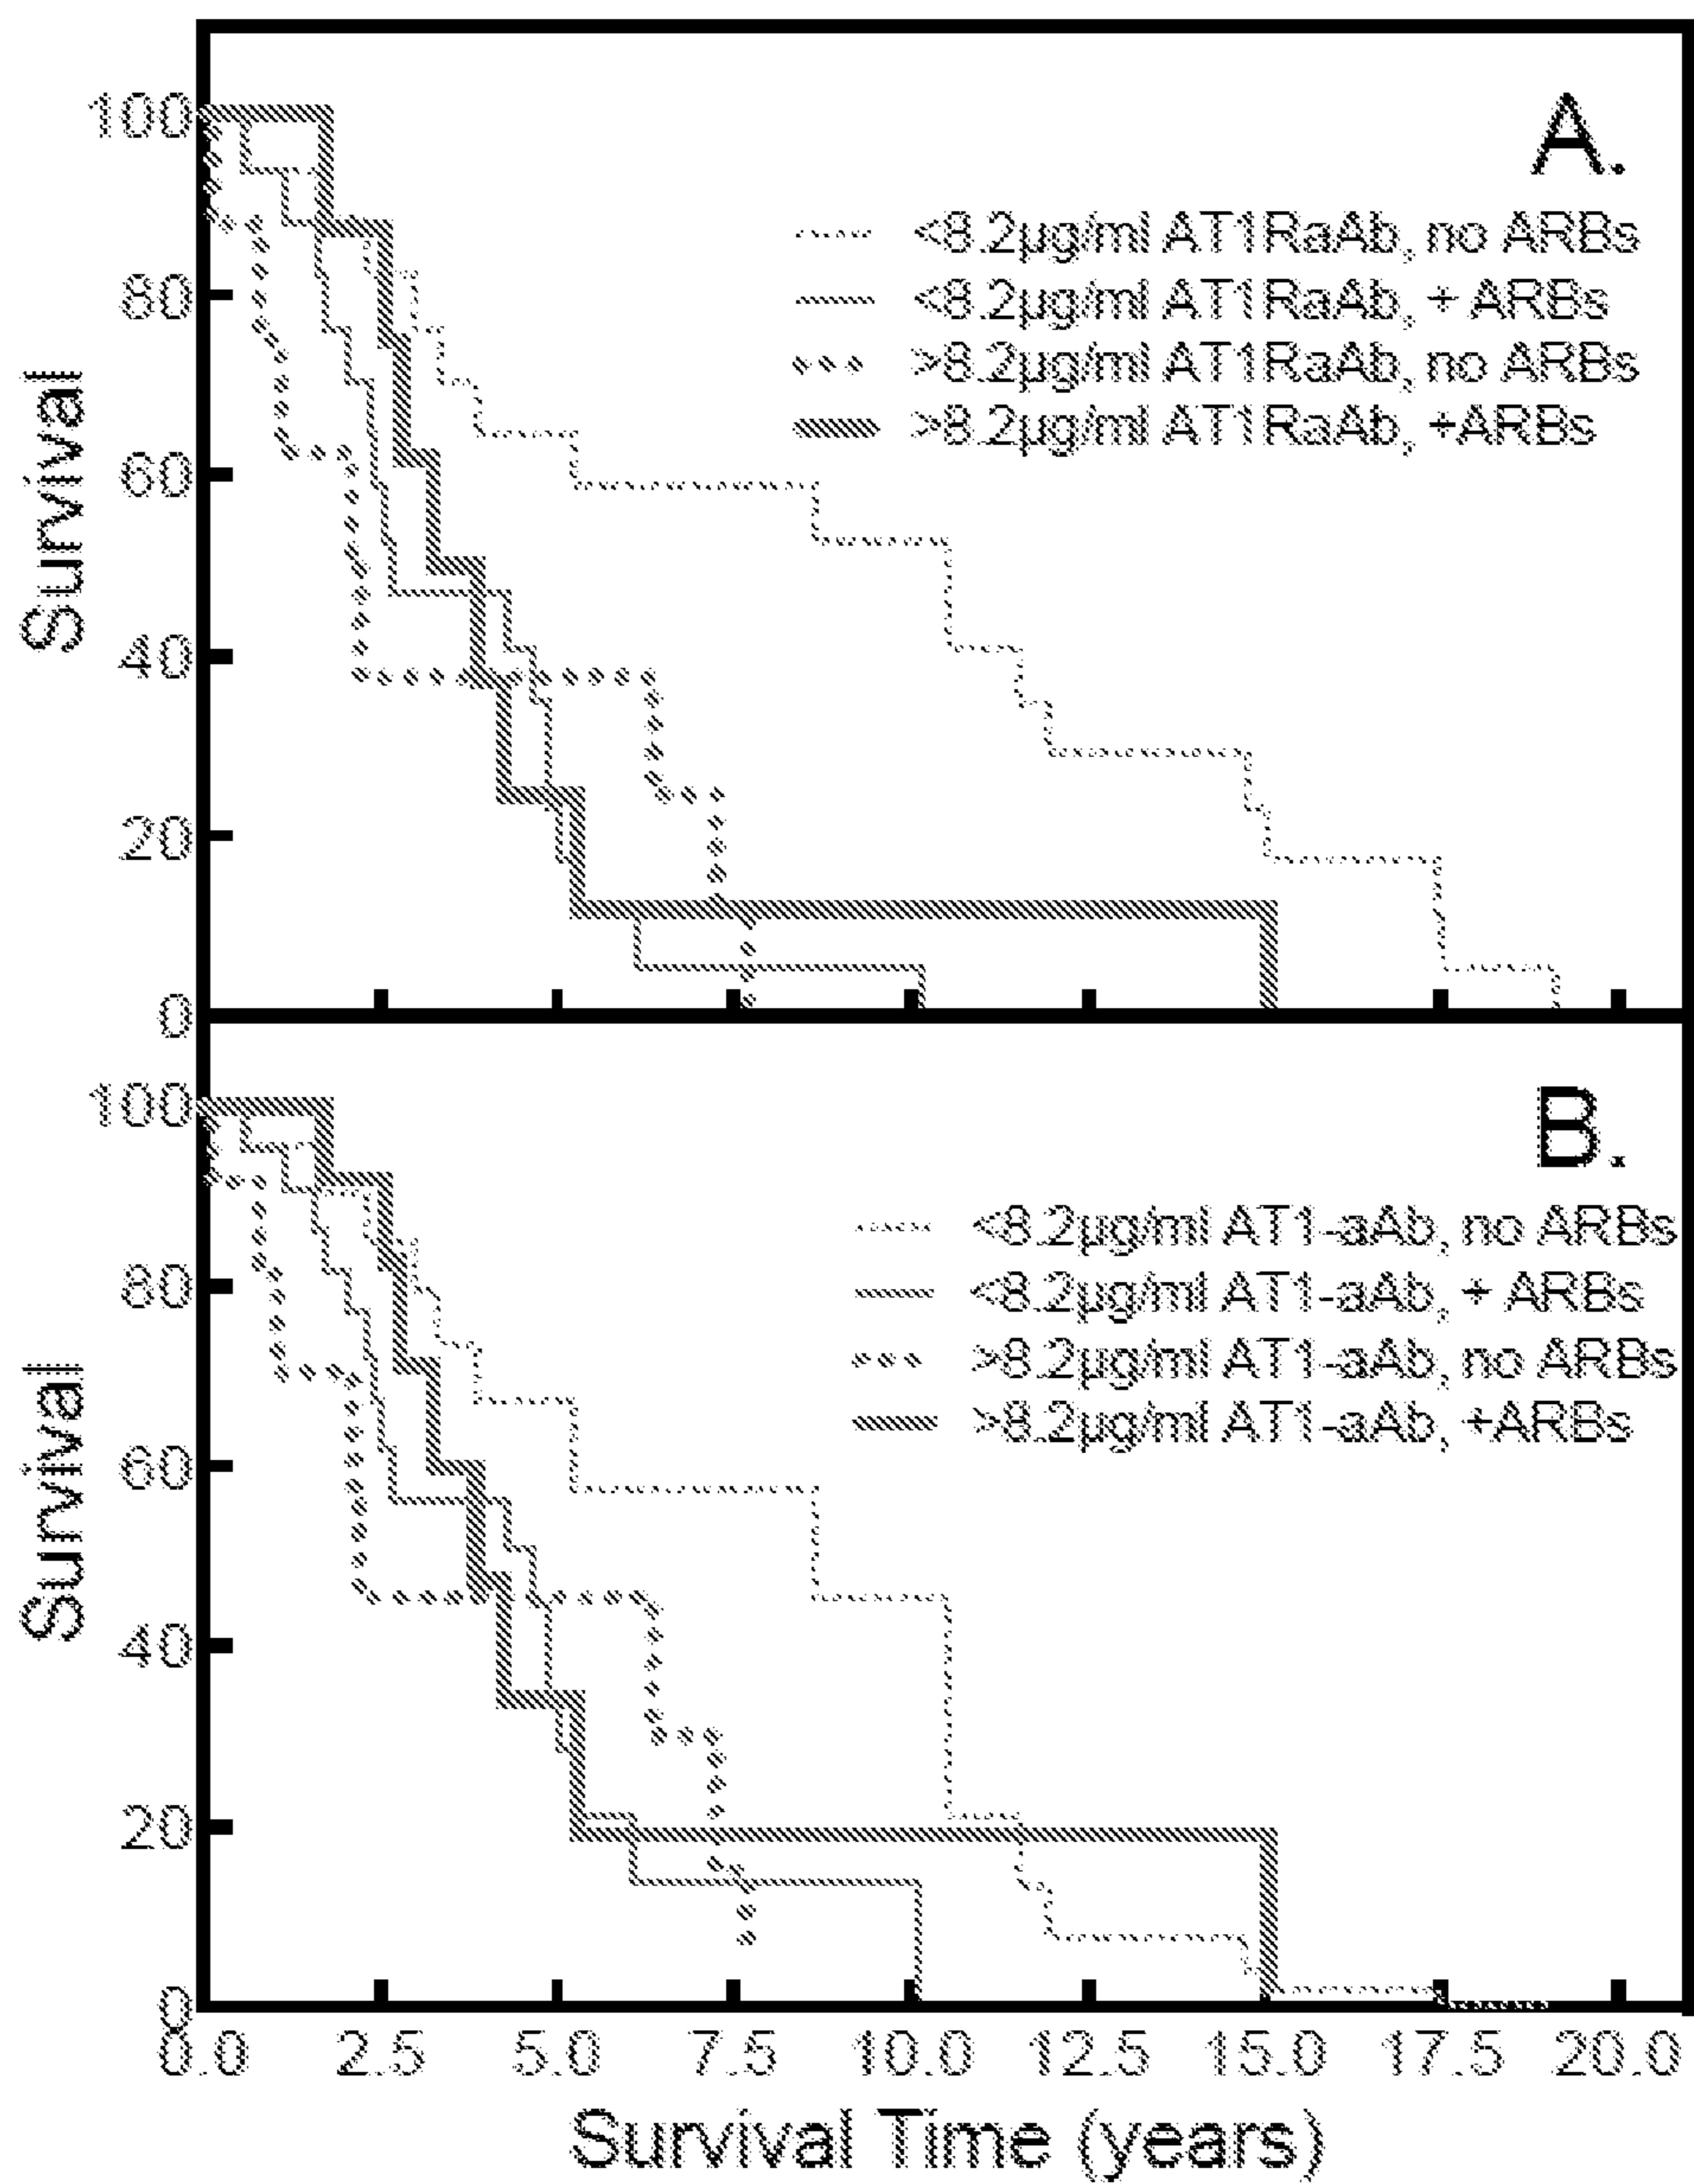 A.
100
80
60
40
20
0
Survival
<8.2µg/ml AT1RaAb, no ARBs
<8.2µg/ml AT1RaAb, + ARBs
>8.2µg/ml AT1RaAb, no ARBs
>8.2µg/ml AT1RaAb, +ARBs
B.
100
80
60
40
20
0
Survival
<8.2µg/ml AT1-aAb, no ARBs
<8.2µg/ml AT1-aAb, + ARBs
>8.2µg/ml AT1-aAb, no ARBs
>8.2µg/ml AT1-aAb, +ARBs
0.0 2.5 5.0 7.5 10.0 12.5 15.0 17.5 20.0
Survival Time (years)